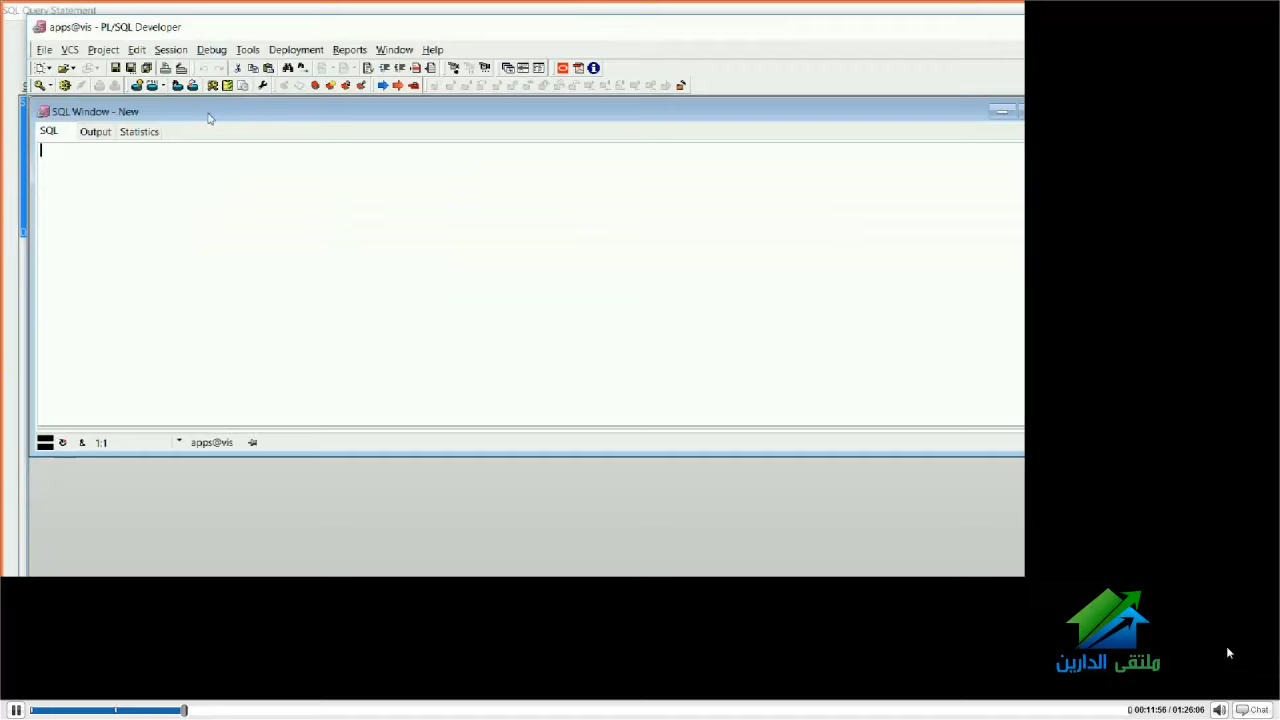 SQL Query Statement
apps@vis - PL/SQL Developer
File VCS Project Edit Session Debug Tools Deployment Reports Window Help
SQL Window - New
SQL Output Statistics
& 1:1 apps@vis
ملتقى الدارين
00:11:56 / 01:26:06 Chat